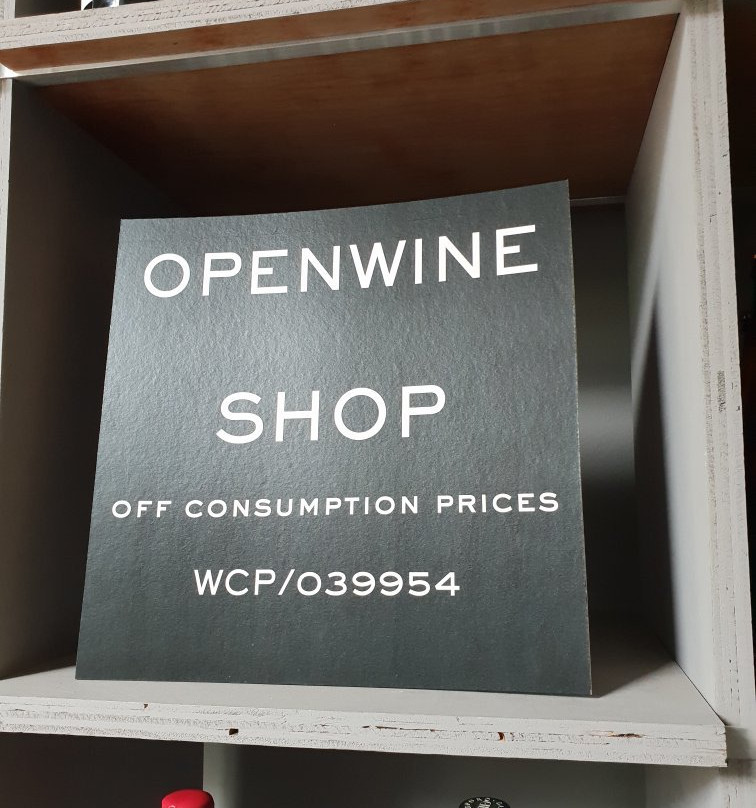 OPENWINE
SHOP
OFF CONSUMPTION PRICES
WCP/039954